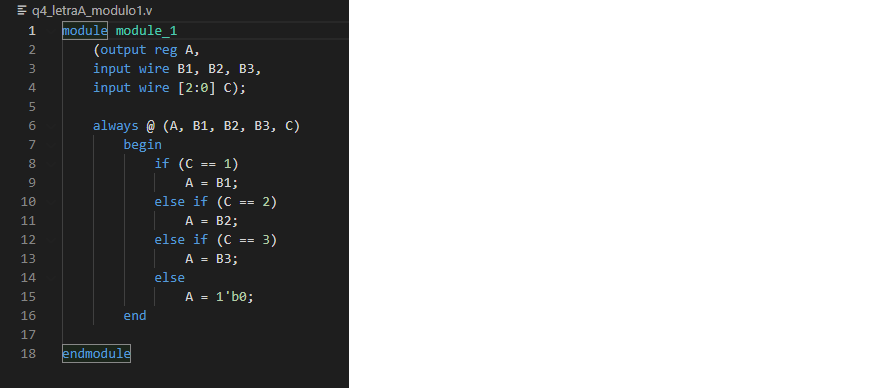 q4_letraA_modulo1.v
1 module module_1
2 (output reg A,
3 input wire B1, B2, B3,
4 input wire [2:0] C);
5
6 always @ (A, B1, B2, B3, C)
7 begin
8 if (C == 1)
9 A = B1;
10 else if (C == 2)
11 A = B2;
12 else if (C == 3)
13 A = B3;
14 else
15 A = 1'b0;
16 end
17
18 endmodule